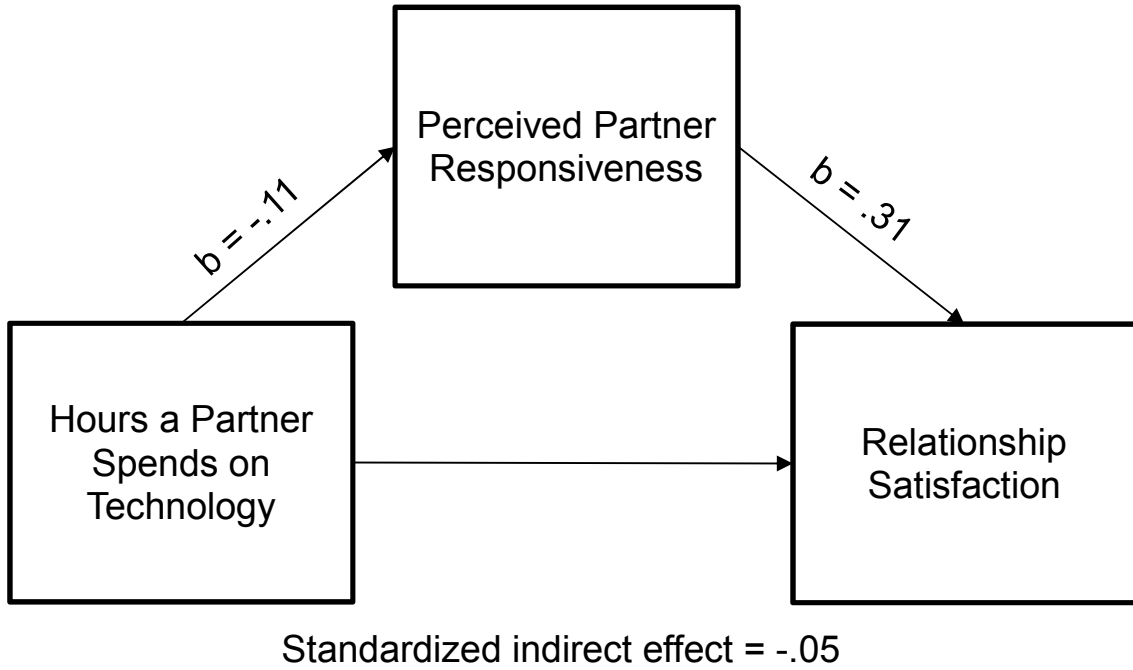 Perceived Partner
Responsiveness
b = -.11
b = .31
Hours a Partner
Spends on
Technology
Relationship
Satisfaction
Standardized indirect effect = -.05